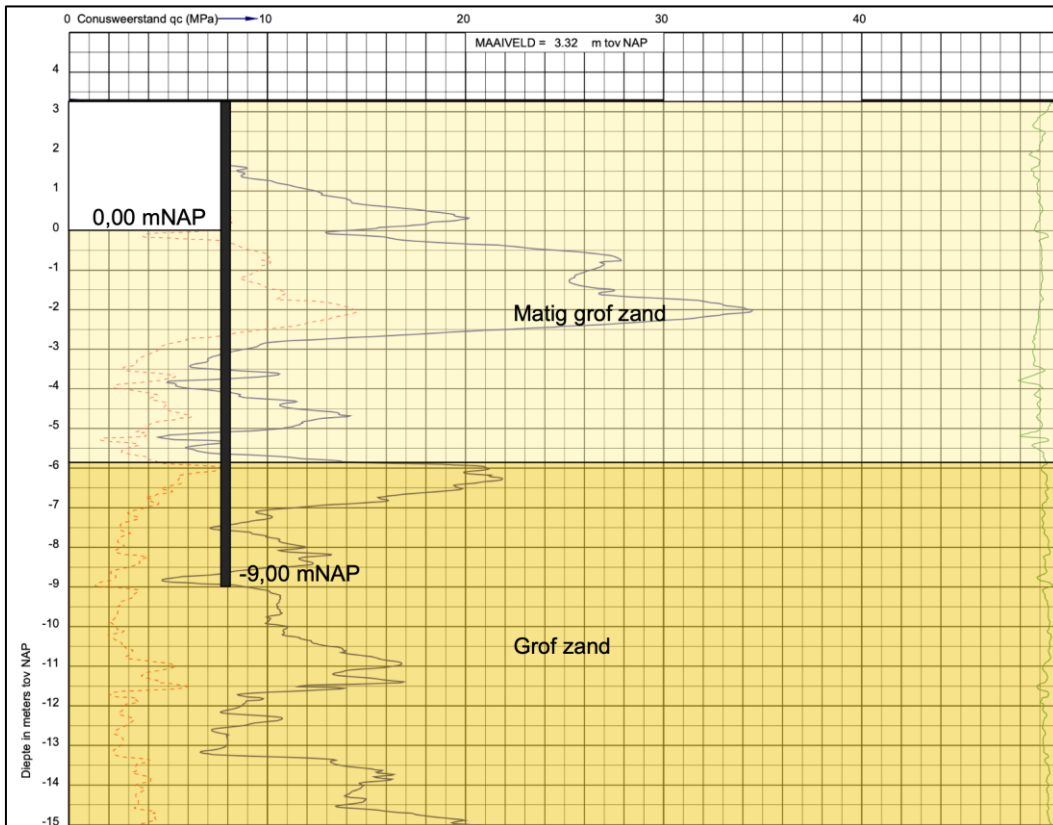 0 Conusweerstand qc (MPa) 10 20 30 40
MAAIVELD = 3.32 m tov NAP
4
3
2
1
0,00 mNAP
0
-1
-2
Matig grof zand
-3
-4
-5
-6
-7
-8
-9,00 mNAP
-9
-10
Grof zand
-11
-12
-13
-14
-15
Diepte in meters tov NAP